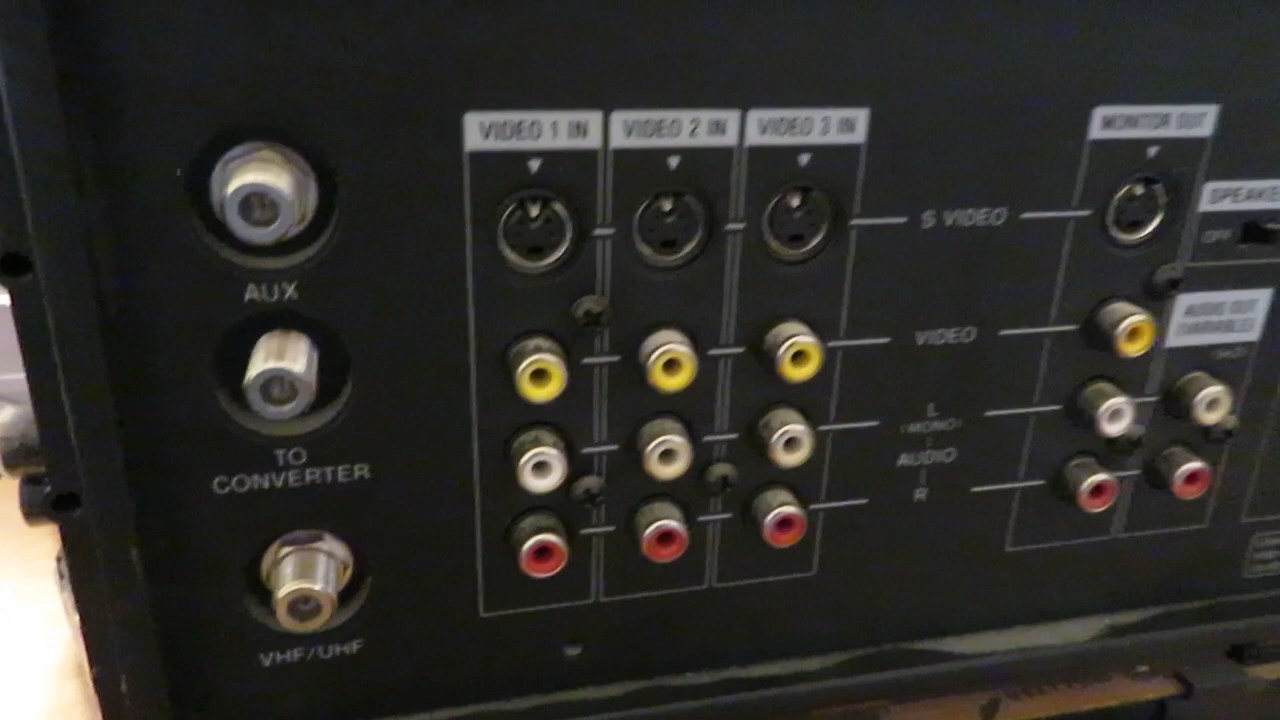 VIDEO 1 IN
VIDEO 2 IN
VIDEO 3 IN
MONITOR OUT
S VIDEO
SPEAKE
OFF
AUX
VIDEO
AUDIO OUT
(VARIABLE)
L
(MONO)
AUDIO
R
TO
CONVERTER
VHF/UHF